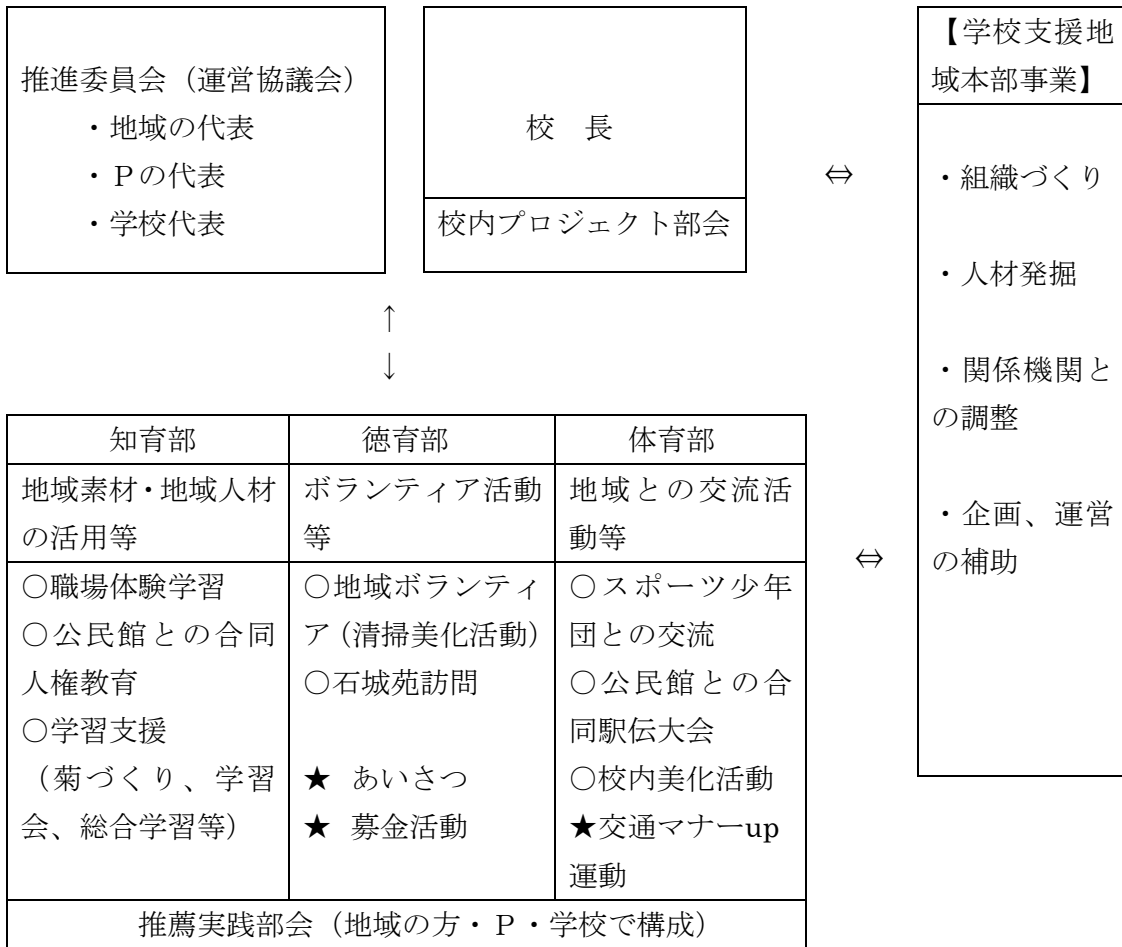 推進委員会（運営協議会）
・地域の代表
・Ｐの代表
・学校代表
校　長
校内プロジェクト部会
⇔
【学校支援地
域本部事業】
・組織づくり
・人材発掘
・関係機関と
の調整
・企画、運営
の補助
↑
↓
知育部
地域素材・地域人材
の活用等
○職場体験学習
○公民館との合同
人権教育
○学習支援
（菊づくり、学習
会、総合学習等）
徳育部
ボランティア活動
等
○地域ボランティ
ア（清掃美化活動）
○石城苑訪問
★ あいさつ
★ 募金活動
体育部
地域との交流活
動等
○スポーツ少年
団との交流
○公民館との合
同駅伝大会
○校内美化活動
★交通マナーup
運動
⇔
推薦実践部会（地域の方・Ｐ・学校で構成）